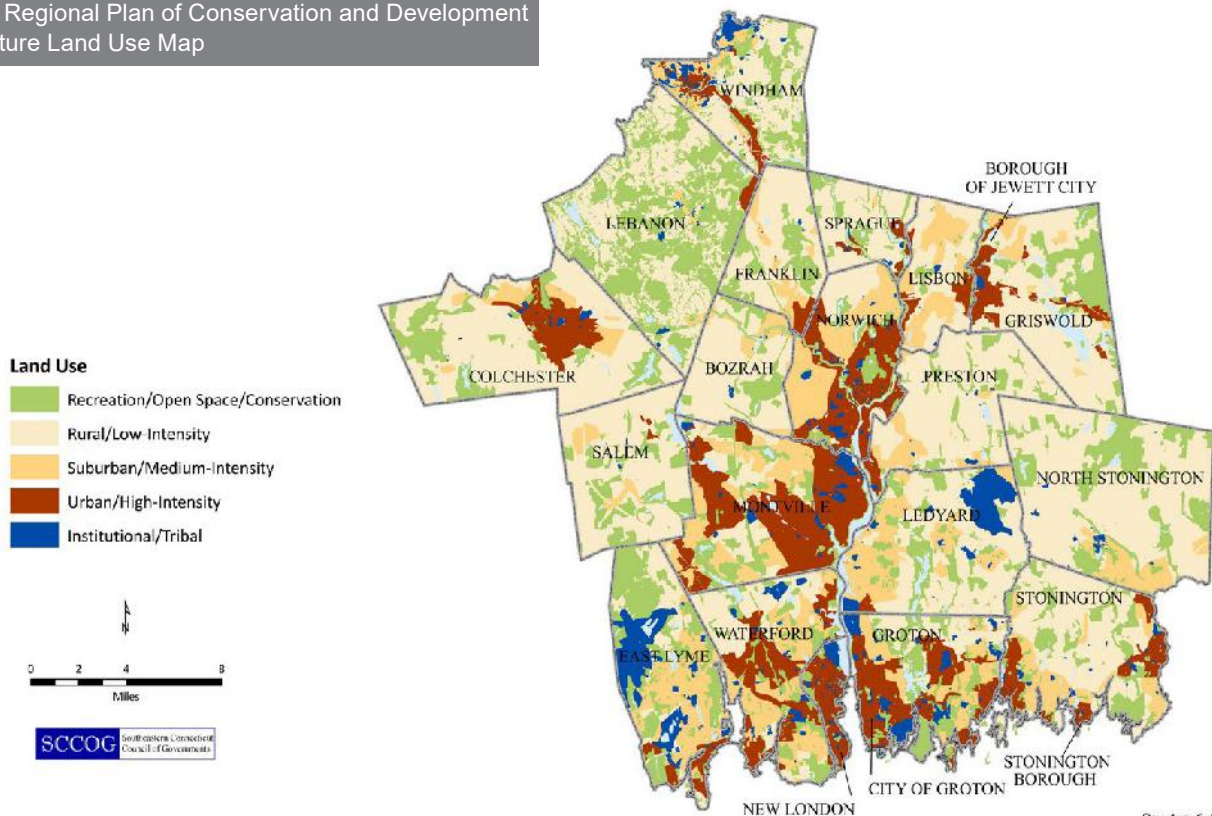 Regional Plan of Conservation and Development
ture Land Use Map
WINDHAM
BOROUGH
OF JEWETT CITY
LEBANON
SPRAGUE
FRANKLIN
LISBON
NORWICH
GRISWOLD
COLCHESTER
BOZRAH
PRESTON
SALEM
NORTH STONINGTON
MONTVILLE
LEDYARD
STONINGTON
WATERFORD
GROTON
EAST LYME
STONINGTON
BOROUGH
CITY OF GROTON
NEW LONDON
Land Use
Recreation/Open Space/Conservation
Rural/Low-Intensity
Suburban/Medium-Intensity
Urban/High-Intensity
Institutional/Tribal
N
0 2 4 8
Miles
SCCOG
Southeastern Connecticut
Council of Governments